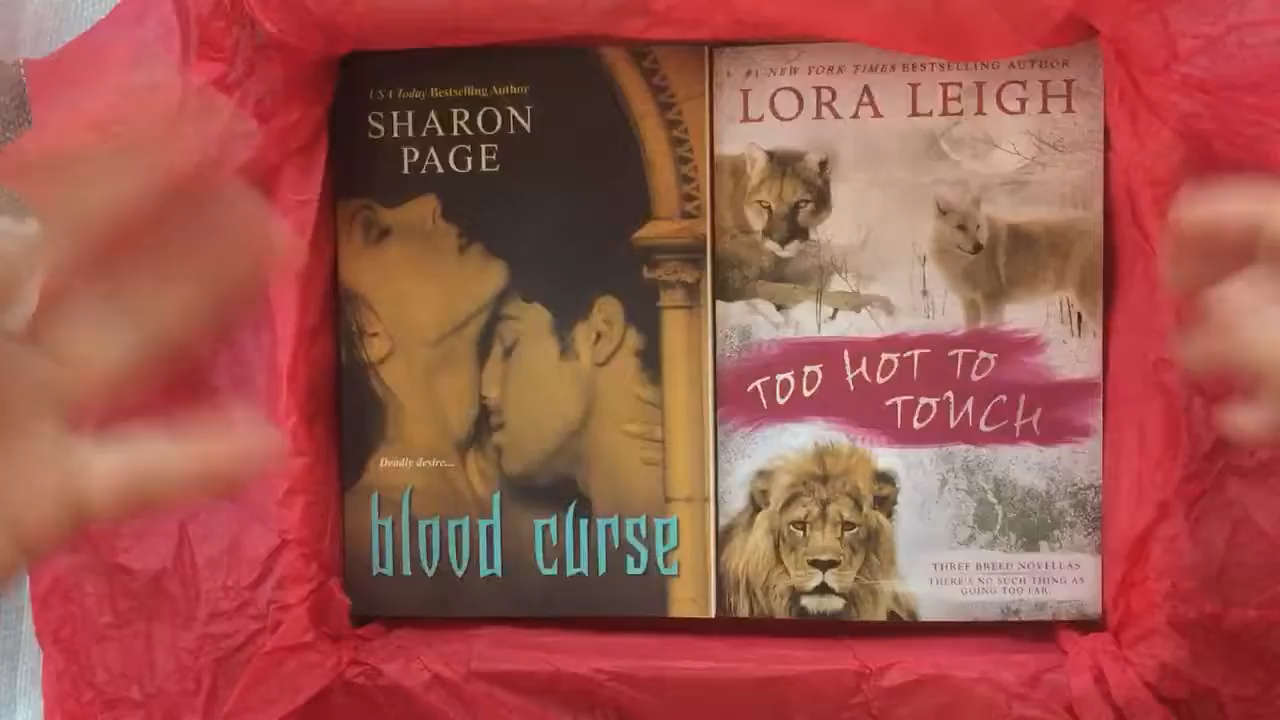 USA Today Bestselling Author
SHARON
PAGE
Deadly desire...
blood curse
#1 NEW YORK TIMES BESTSELLING AUTHOR
LORA LEIGH
TOO HOT TO
TOUCH
THREE BREED NOVELLAS
THERE'S NO SUCH THING AS
GOING TOO FAR.